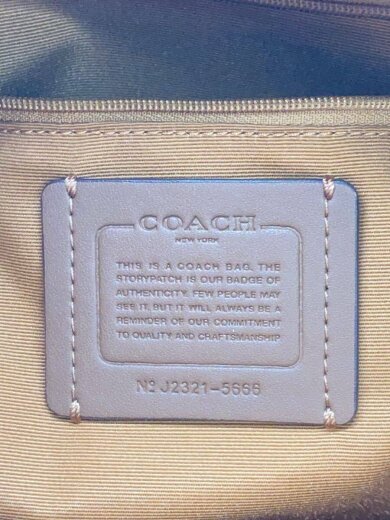 COACH
NEW YORK
THIS IS A COACH BAG. THE
STORYPATCH IS OUR BADGE OF
AUTHENTICITY. FEW PEOPLE MAY
SEE IT, BUT IT WILL ALWAYS BE A
REMINDER OF OUR COMMITMENT
TO QUALITY AND CRAFTSMANSHIP
Nº J2321-5666